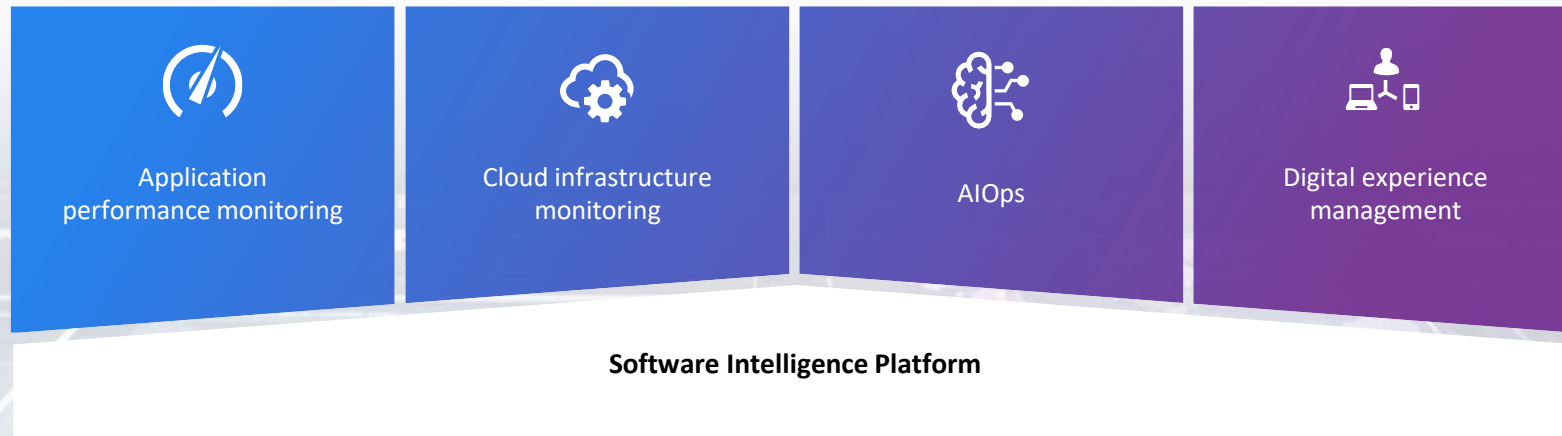 Application
performance monitoring
Cloud infrastructure
monitoring
AIOps
Digital experience
management
Software Intelligence Platform